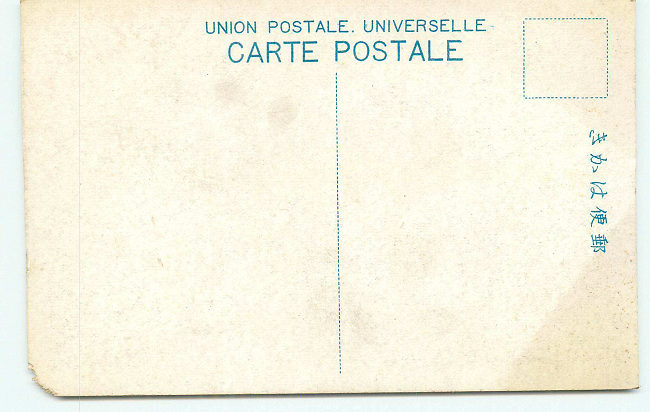 UNION POSTALE. UNIVERSELLE
CARTE POSTALE
郵便はかき